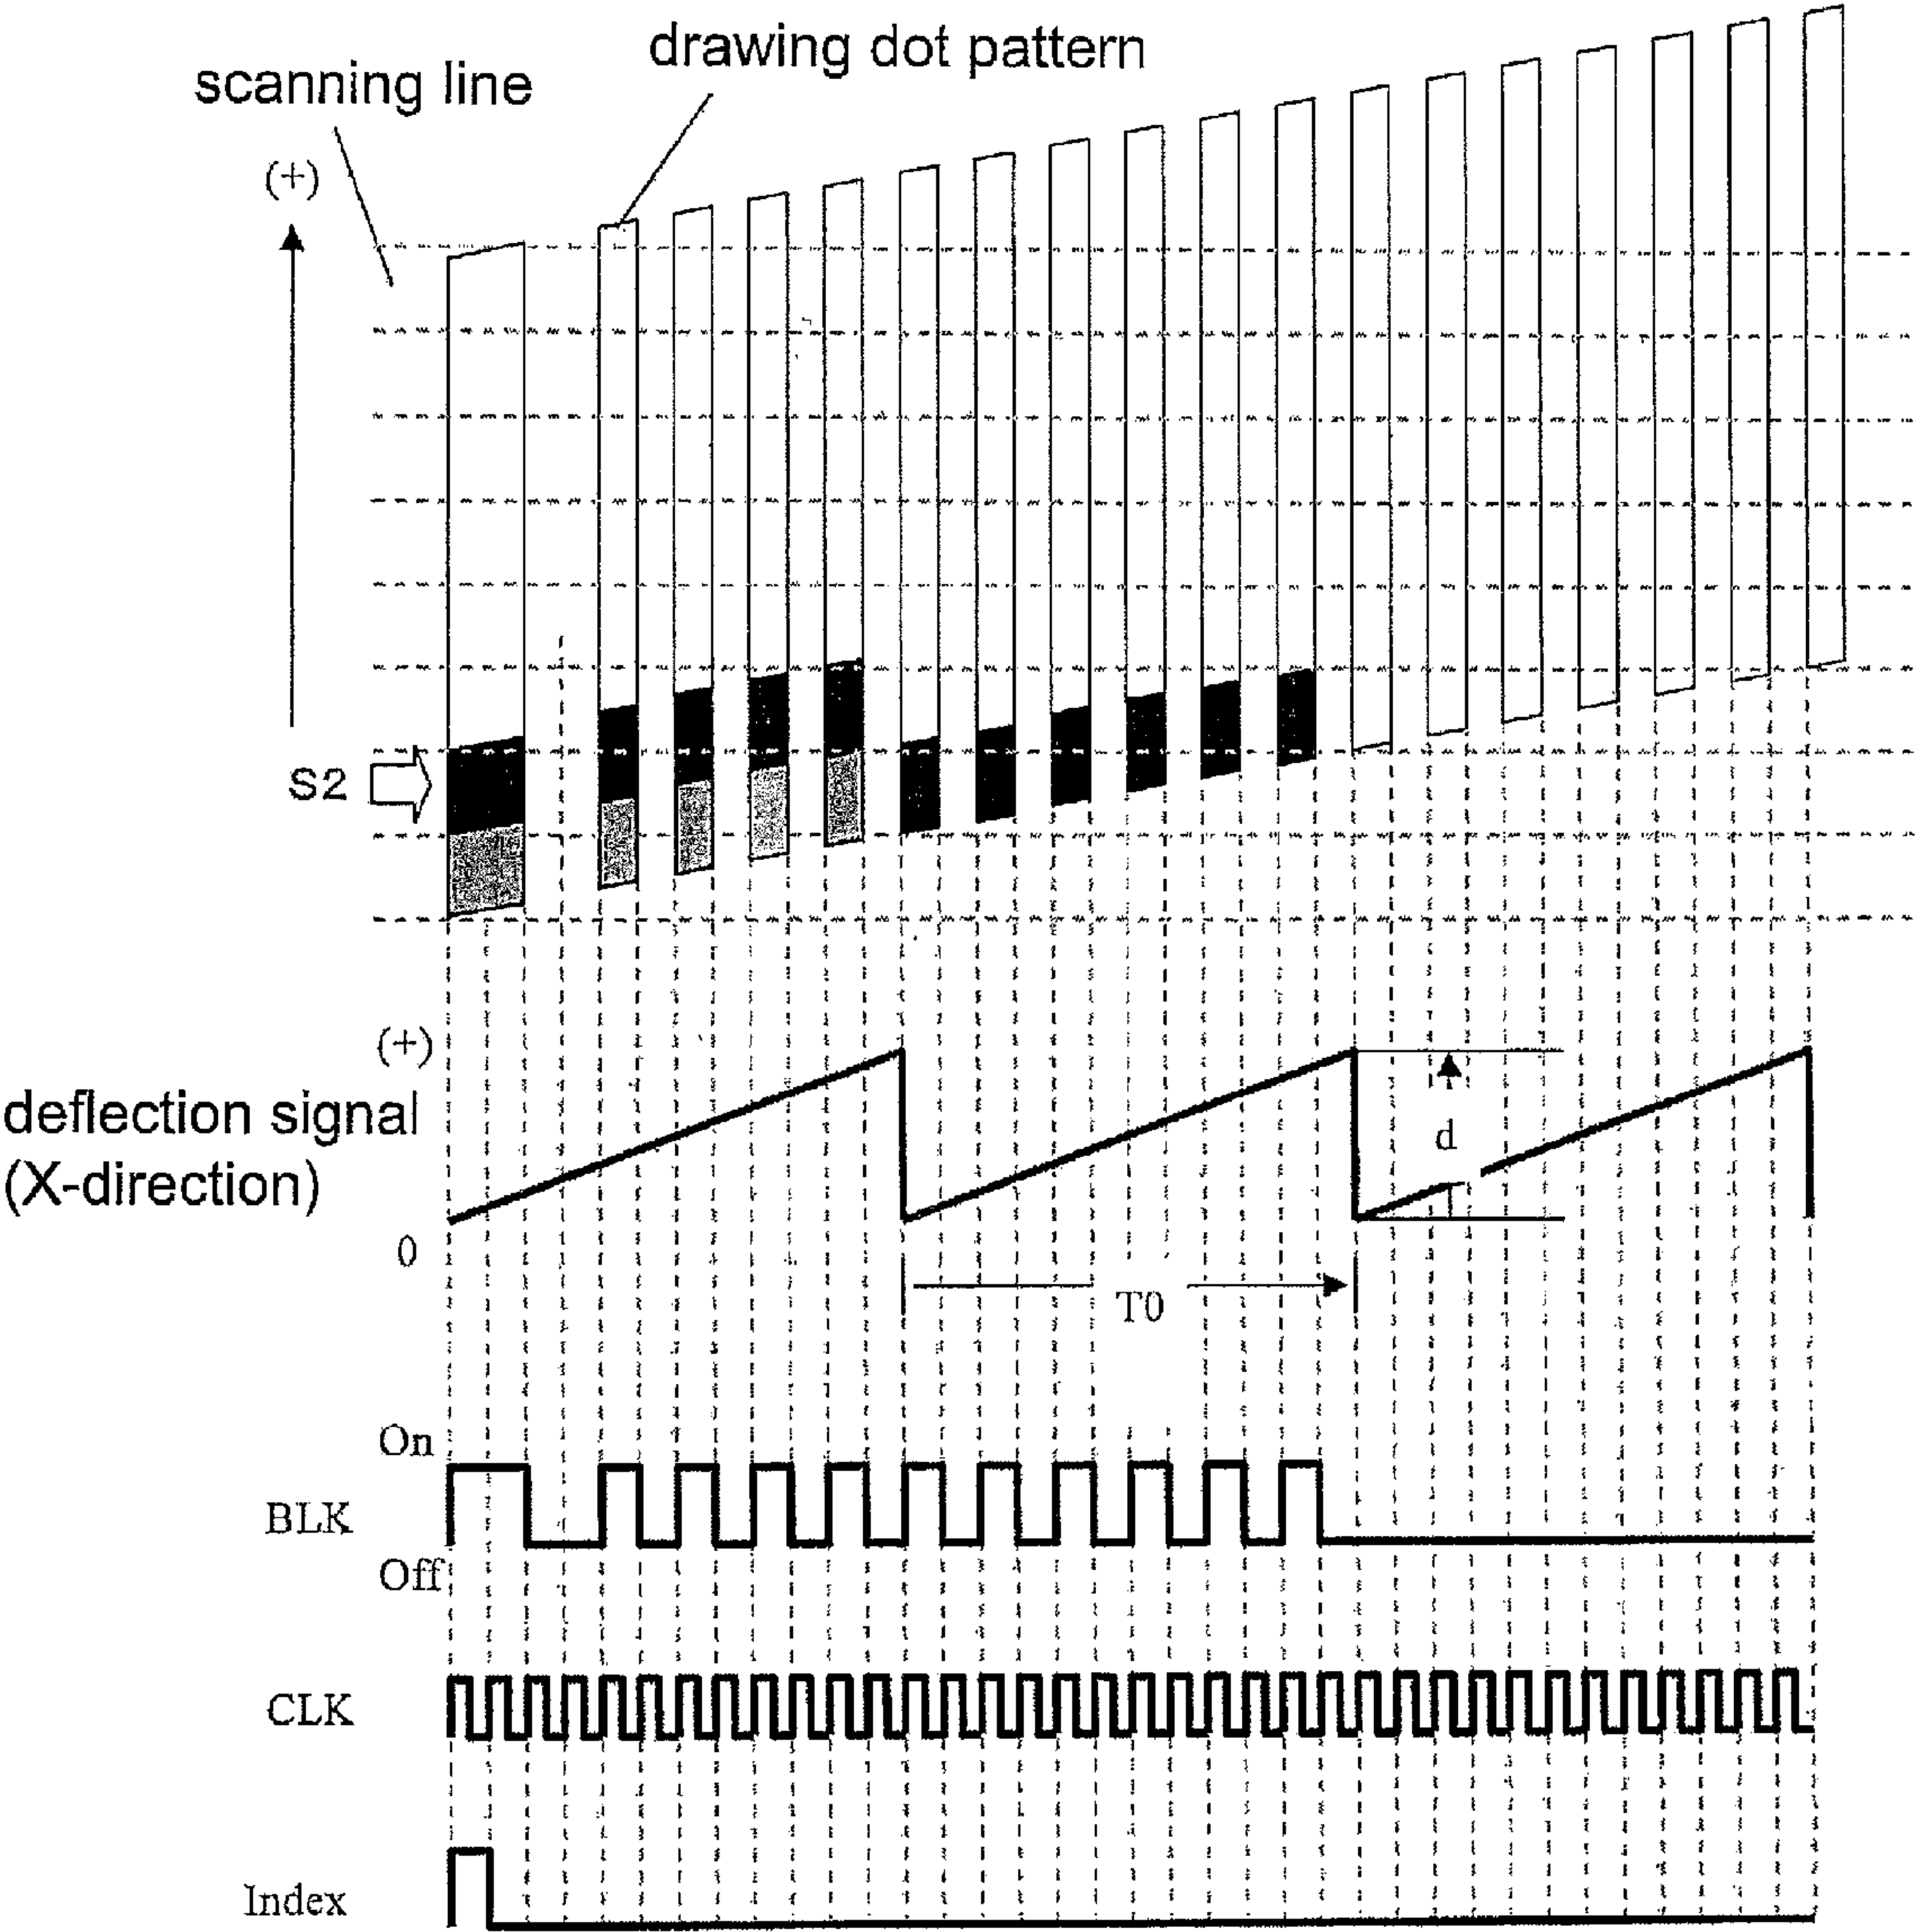 drawing dot pattern
scanning line
(+)
S2
(+)
deflection signal
(X-direction)
d
0
T0
On
BLK
Off
CLK
Index